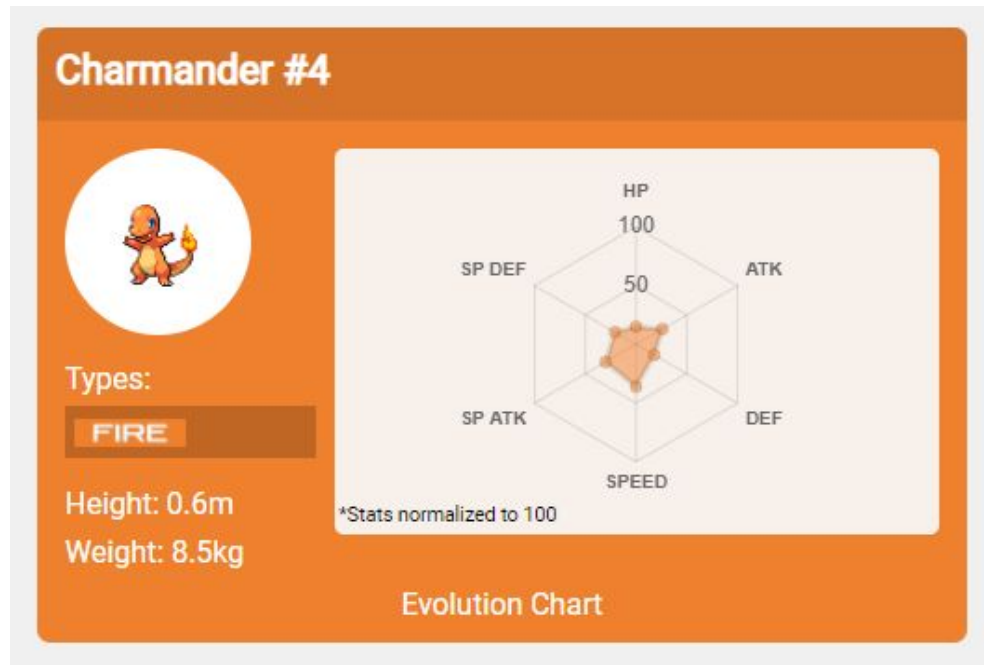 Charmander #4
HP
100
SP DEF
ATK
50
Types:
FIRE
SP ATK
DEF
SPEED
Height: 0.6m
*Stats normalized to 100
Weight: 8.5kg
Evolution Chart